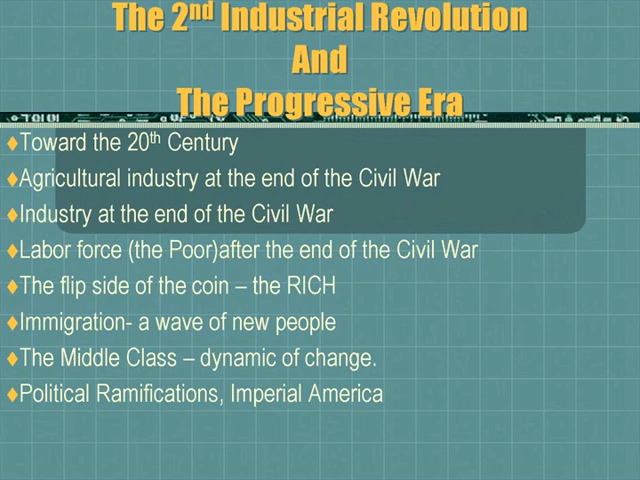 The 2nd Industrial Revolution
And
The Progressive Era
Toward the 20th Century
Agricultural industry at the end of the Civil War
Industry at the end of the Civil War
Labor force (the Poor)after the end of the Civil War
The flip side of the coin – the RICH
Immigration- a wave of new people
The Middle Class – dynamic of change.
Political Ramifications, Imperial America